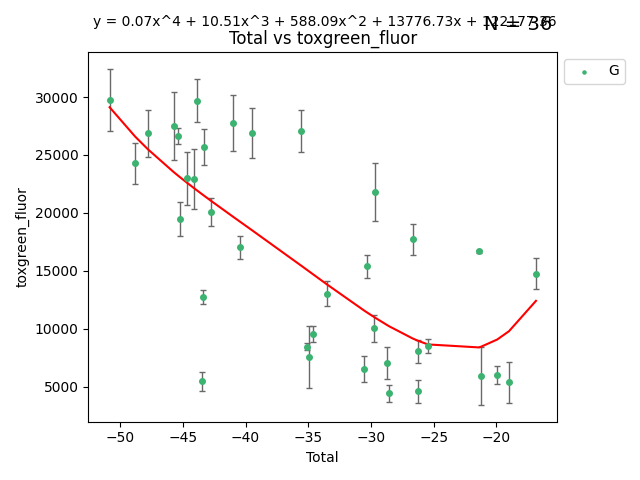 y = 0.07x^4 + 10.51x^3 + 588.09x^2 + 13776.73x +
N = 36
Total vs toxgreen_fluor
G
toxgreen_fluor
30000
25000
20000
15000
10000
5000
−50
−45
−40
−35
−30
−25
−20
Total